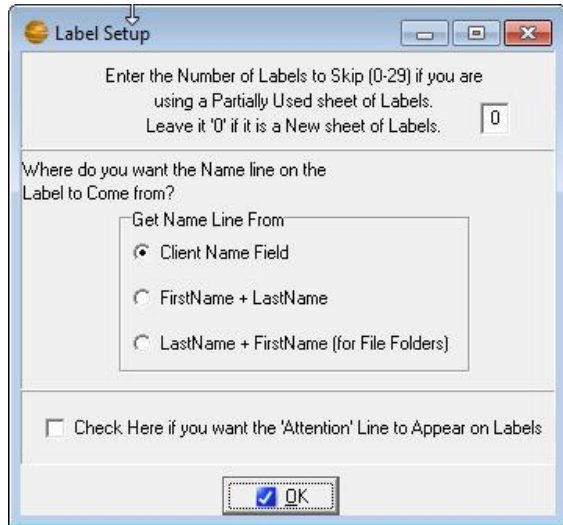 Label Setup
Enter the Number of Labels to Skip (0-29) if you are
using a Partially Used sheet of Labels.
Leave it '0' if it is a New sheet of Labels.
0
Where do you want the Name line on the
Label to Come from?
Get Name Line From
Client Name Field
FirstName + LastName
LastName + FirstName (for File Folders)
Check Here if you want the 'Attention' Line to Appear on Labels
OK